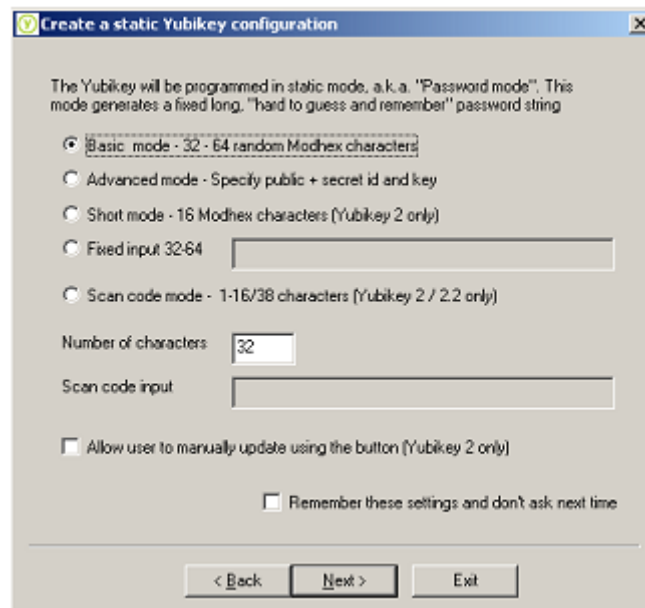 Create a static Yubikey configuration
The Yubikey will be programmed in static mode, a.k.a. "Password mode". This
mode generates a fixed long, "hard to guess and remember" password string
Basic mode - 32 - 64 random Modhex characters
Advanced mode - Specify public + secret id and key
Short mode - 16 Modhex characters (Yubikey 2 only)
Fixed input 32-64
Scan code mode - 1-16/38 characters (Yubikey 2 / 2.2 only)
Number of characters 32
Scan code input
Allow user to manually update using the button (Yubikey 2 only)
Remember these settings and don't ask next time
< Back Next > Exit